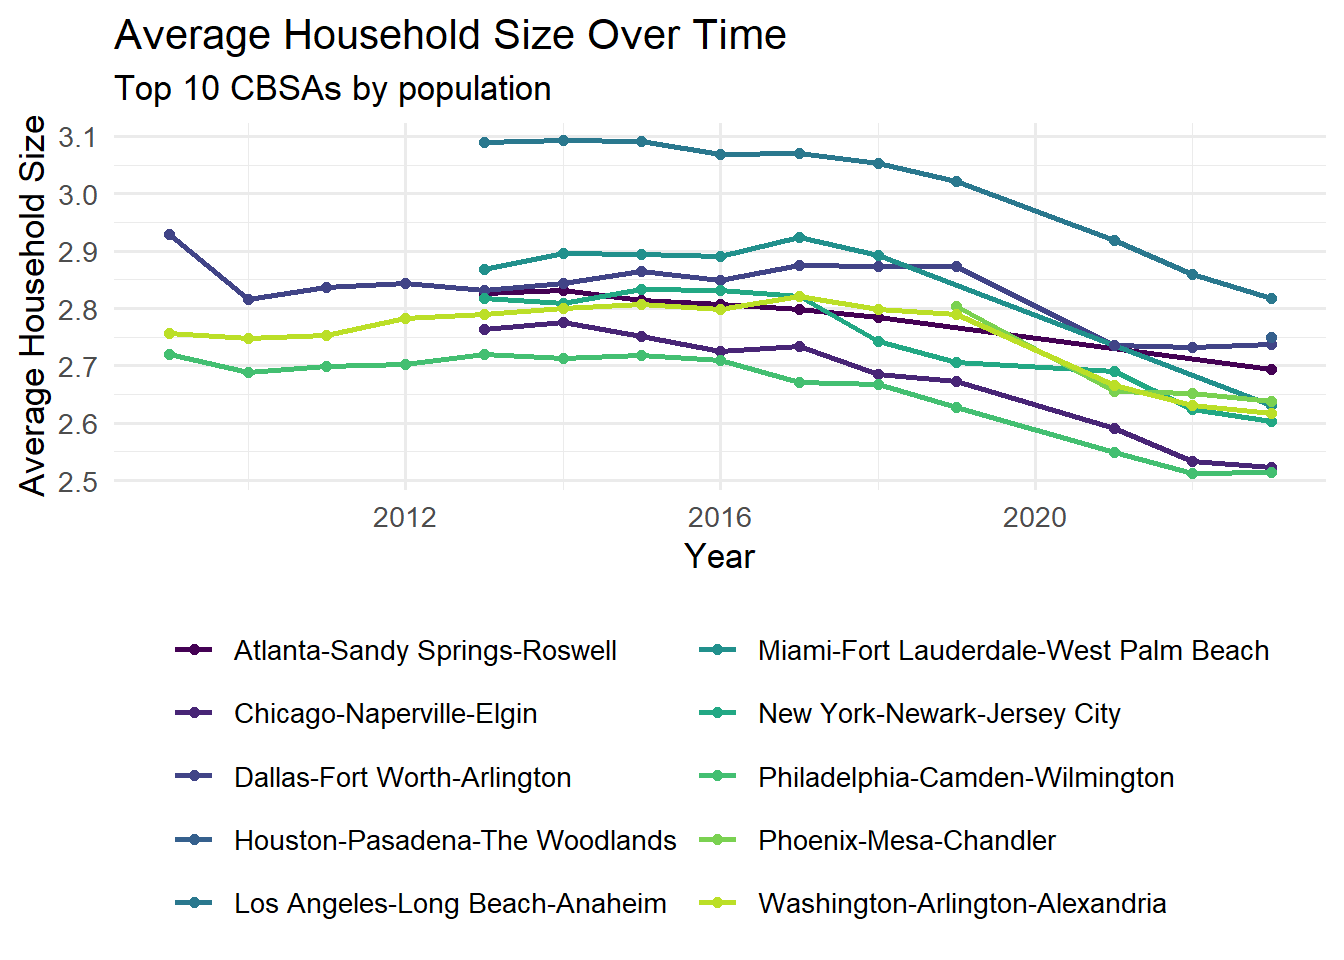 Average Household Size Over Time
Top 10 CBSAs by population
Average Household Size
3.1
3.0
2.9
2.8
2.7
2.6
2.5
2012 2016 2020
Year
Atlanta-Sandy Springs-Roswell
Chicago-Naperville-Elgin
Dallas-Fort Worth-Arlington
Houston-Pasadena-The Woodlands
Los Angeles-Long Beach-Anaheim
Miami-Fort Lauderdale-West Palm Beach
New York-Newark-Jersey City
Philadelphia-Camden-Wilmington
Phoenix-Mesa-Chandler
Washington-Arlington-Alexandria